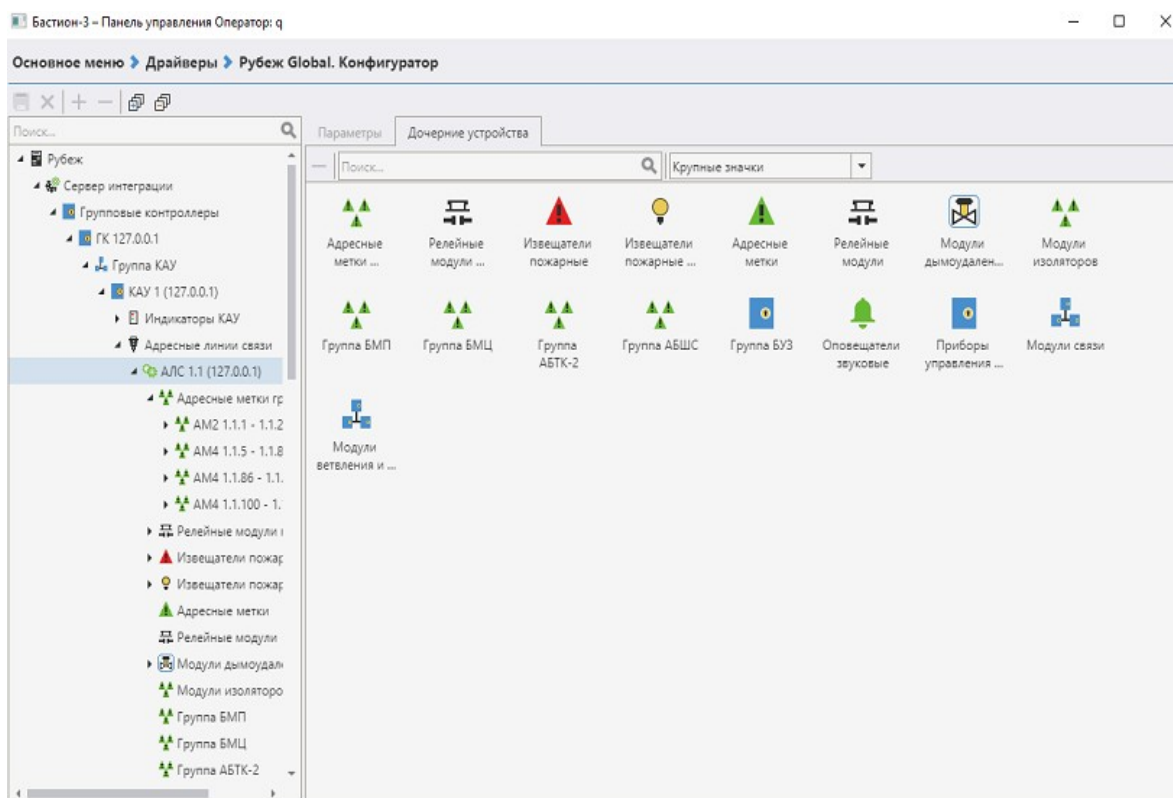 Бастион-3 – Панель управления Оператор: q
Основное меню Драйверы Рубеж Global. Конфигуратор
Поиск...
Параметры Дочерние устройства
Поиск... Крупные значки
Рубеж
Сервер интеграции
Групповые контроллеры
ГК 127.0.0.1
Группа КАУ
КАУ 1 (127.0.0.1)
Индикаторы КАУ
Адресные линии связи
АЛС 1.1 (127.0.0.1)
Адресные метки гр
АМ2 1.1.1 - 1.1.2
АМ4 1.1.5 - 1.1.8
АМ4 1.1.86 - 1.1.
АМ4 1.1.100 - 1.
Релейные модули
Извещатели пожар
Извещатели пожар
Адресные метки
Релейные модули
Модули дымоудале
Модули изоляторо
Группа БМП
Группа БМЦ
Группа АБТК-2
Адресные метки ...
Релейные модули ...
Извещатели пожарные
Извещатели пожарные ...
Адресные метки
Релейные модули
Модули дымоудален...
Модули изоляторов
Группа БМП
Группа БМЦ
Группа АБТК-2
Группа АБШС
Группа БУЗ
Оповещатели звуковые
Приборы управления ...
Модули связи
Модули ветвления и ...